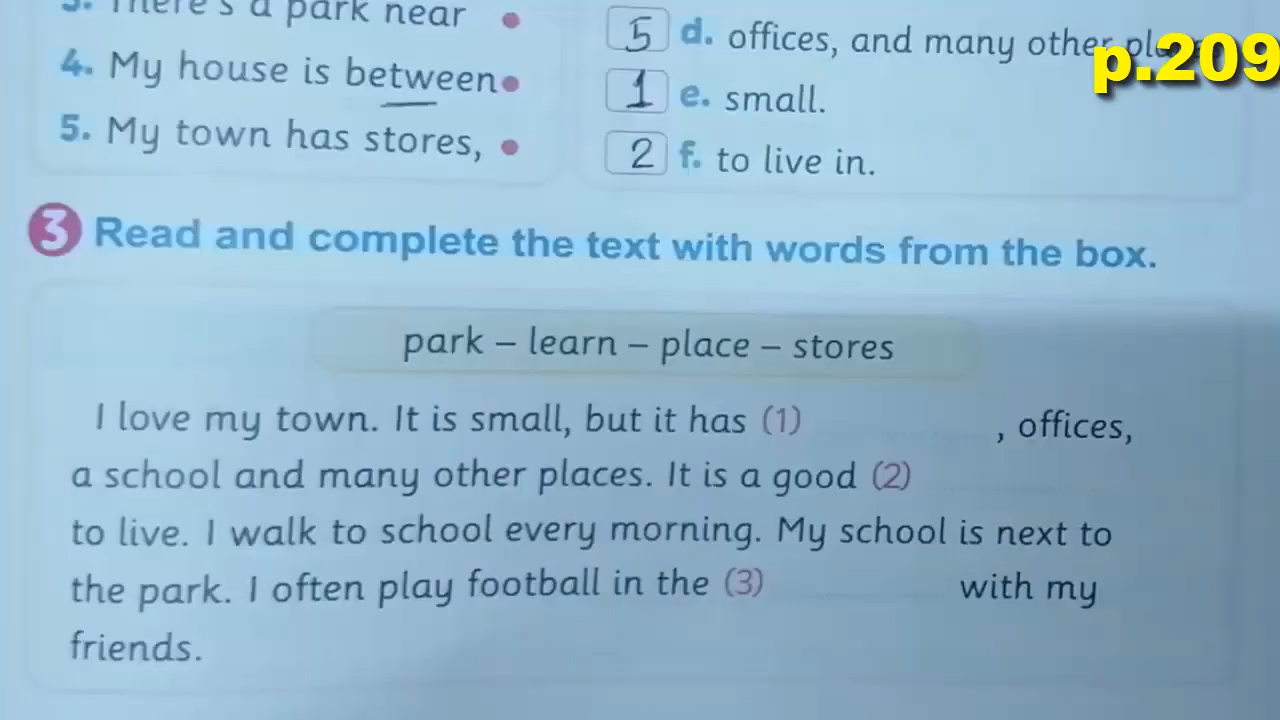 3. There's a park near
5 d. offices, and many other
p.209
4. My house is between
1 e. small.
5. My town has stores,
2 f. to live in.
3 Read and complete the text with words from the box.
park – learn – place – stores
I love my town. It is small, but it has (1) , offices,
a school and many other places. It is a good (2)
to live. I walk to school every morning. My school is next to
the park. I often play football in the (3) with my
friends.